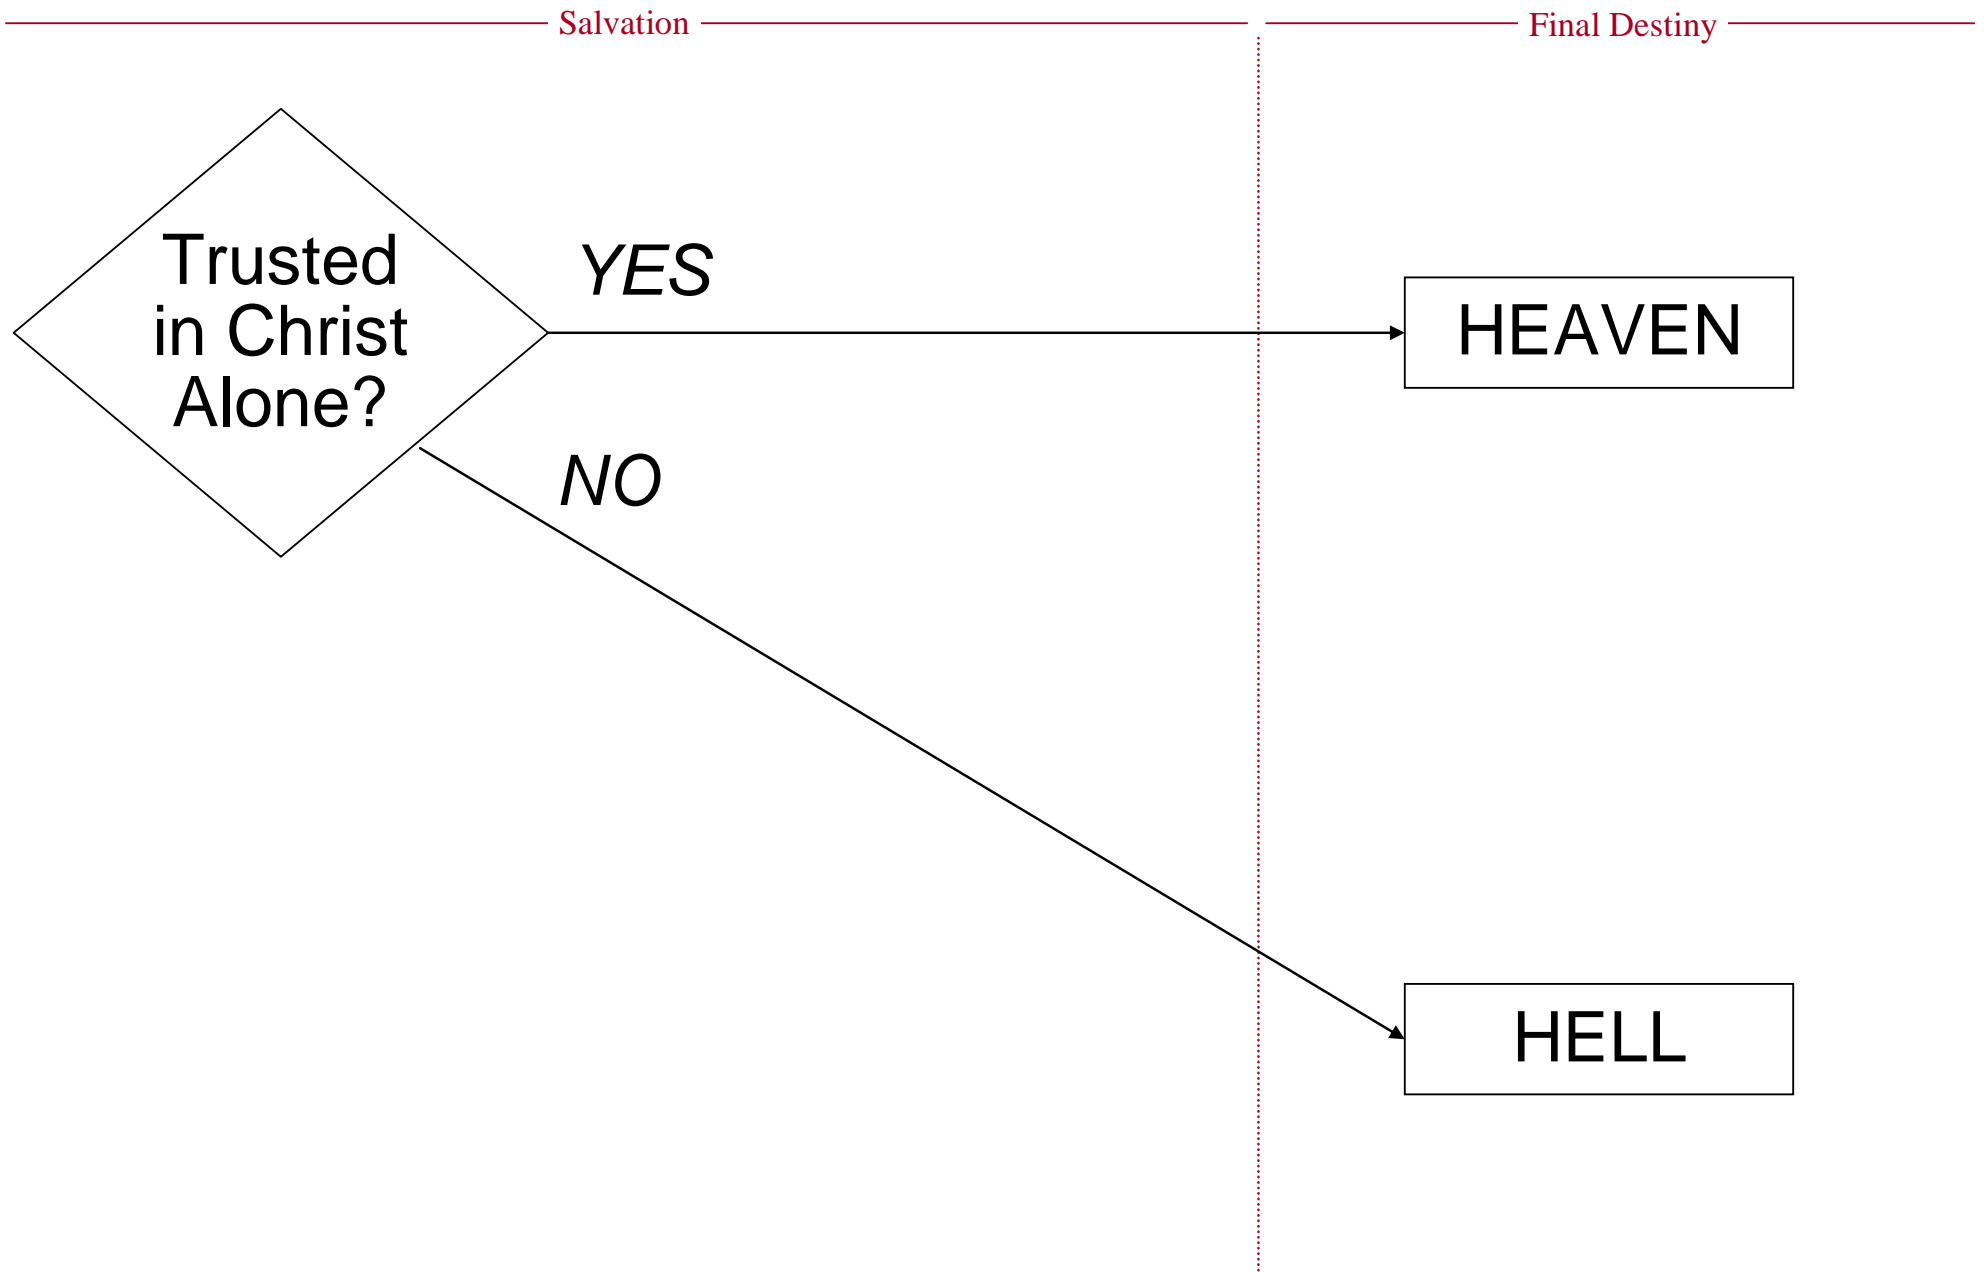 Salvation
Final Destiny
Trusted
in Christ
Alone?
YES
HEAVEN
NO
HELL